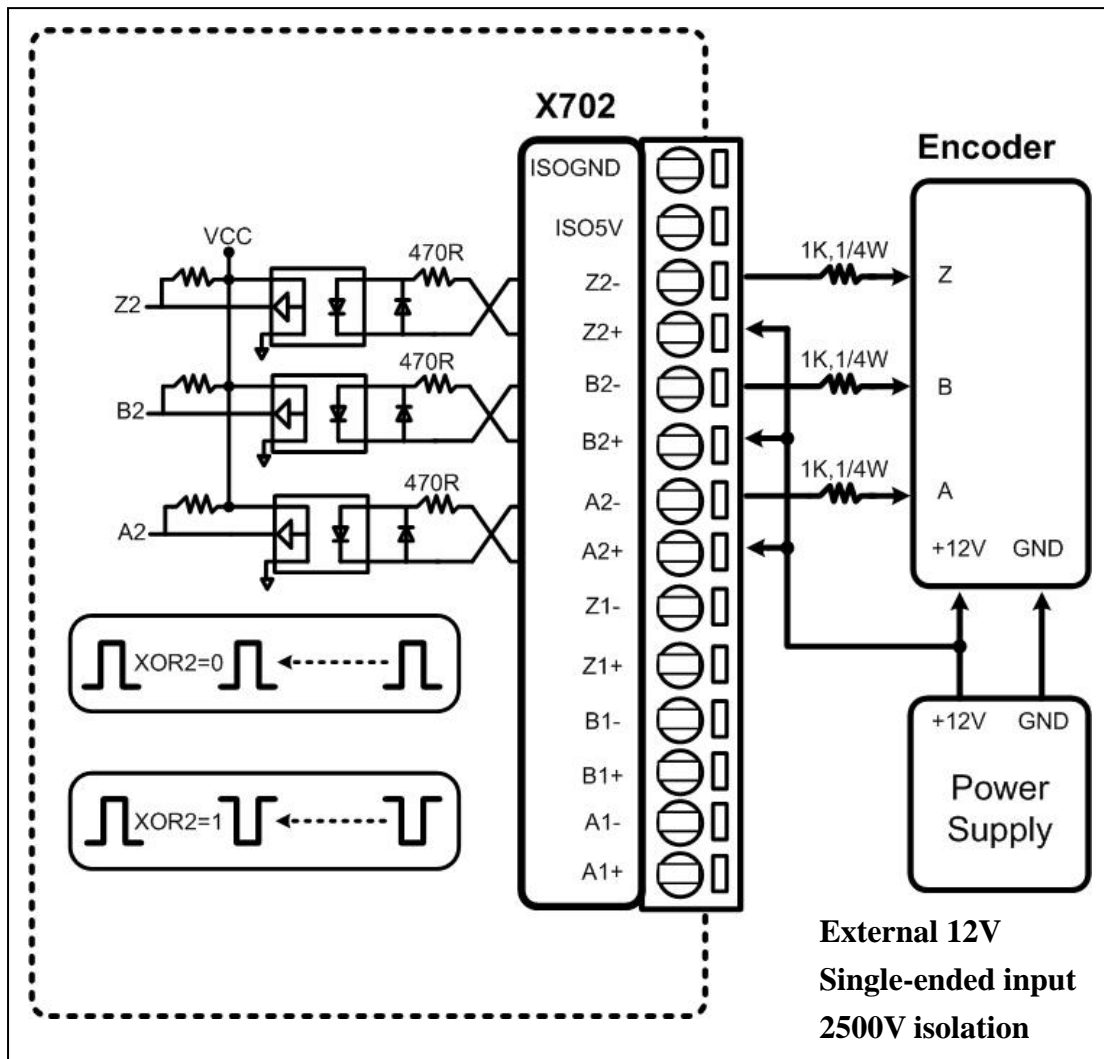 X702
Encoder
ISOGND
ISO5V
Z2-
Z2+
B2-
B2+
A2-
A2+
Z1-
Z1+
B1-
B1+
A1-
A1+
VCC
470R
Z2
470R
B2
470R
A2
XOR2=0
XOR2=1
1K,1/4W
Z
1K,1/4W
B
1K,1/4W
A
+12V GND
+12V GND
Power
Supply
External 12V
Single-ended input
2500V isolation